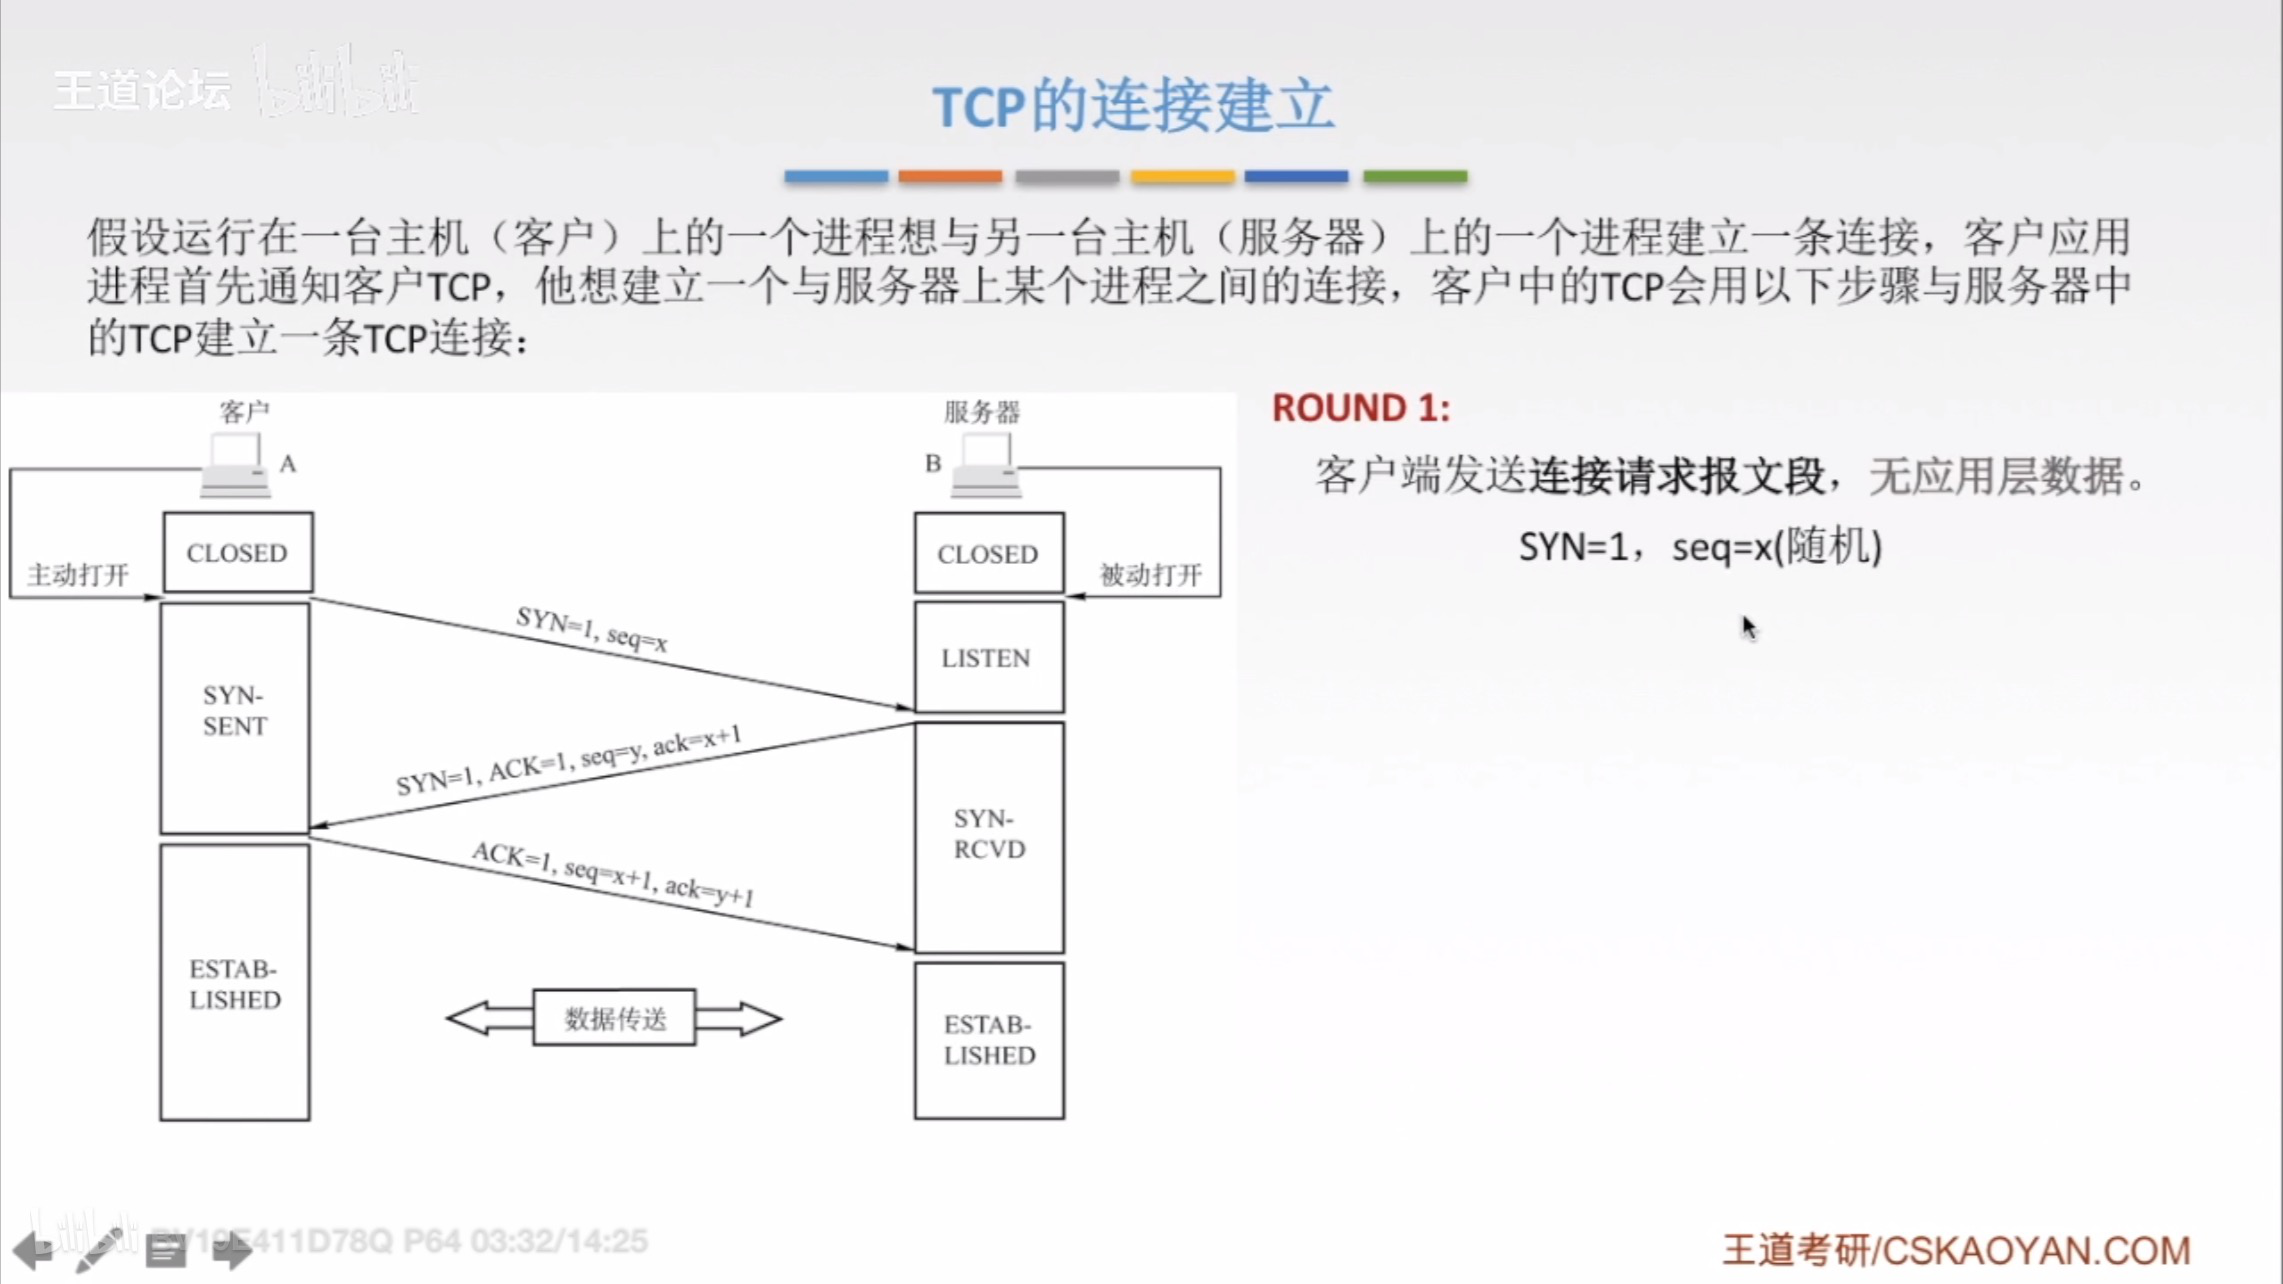 王道论坛 bilibili
TCP的连接建立
假设运行在一台主机（客户）上的一个进程想与另一台主机（服务器）上的一个进程建立一条连接，客户应用
进程首先通知客户TCP，他想建立一个与服务器上某个进程之间的连接，客户中的TCP会用以下步骤与服务器中
的TCP建立一条TCP连接：
客户
A
服务器
B
主动打开
CLOSED
CLOSED
被动打开
SYN=1, seq=x
LISTEN
SYN-
SENT
SYN=1, ACK=1, seq=y, ack=x+1
SYN-
RCVD
ACK=1, seq=x+1, ack=y+1
ESTAB-
LISHED
数据传送
ESTAB-
LISHED
ROUND 1:
客户端发送连接请求报文段，无应用层数据。
SYN=1，seq=x(随机)
bilibili BV19E411D78Q P64 03:32/14:25
王道考研/CSKAOYAN.COM